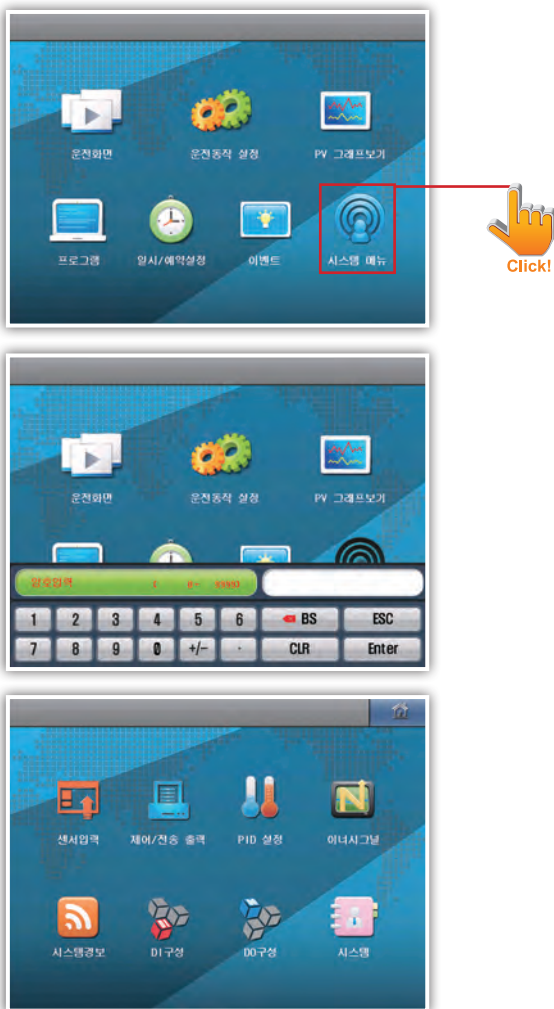 운전화면 운전동작 설정 PV 그래프보기
프로그램 일시/예약설정 이벤트 시스템 메뉴
Click!
운전화면 운전동작 설정 PV 그래프보기
암호입력
1 2 3 4 5 6 BS ESC
7 8 9 0 +/- . CLR Enter
센서입력 제어/전송 출력 PID 설정 이너시그널
시스템경보 DI구성 DO구성 시스템